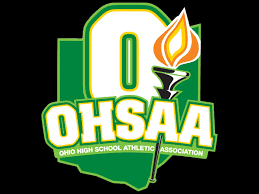 O
OHSAA
OHIO HIGH SCHOOL ATHLETIC ASSOCIATION